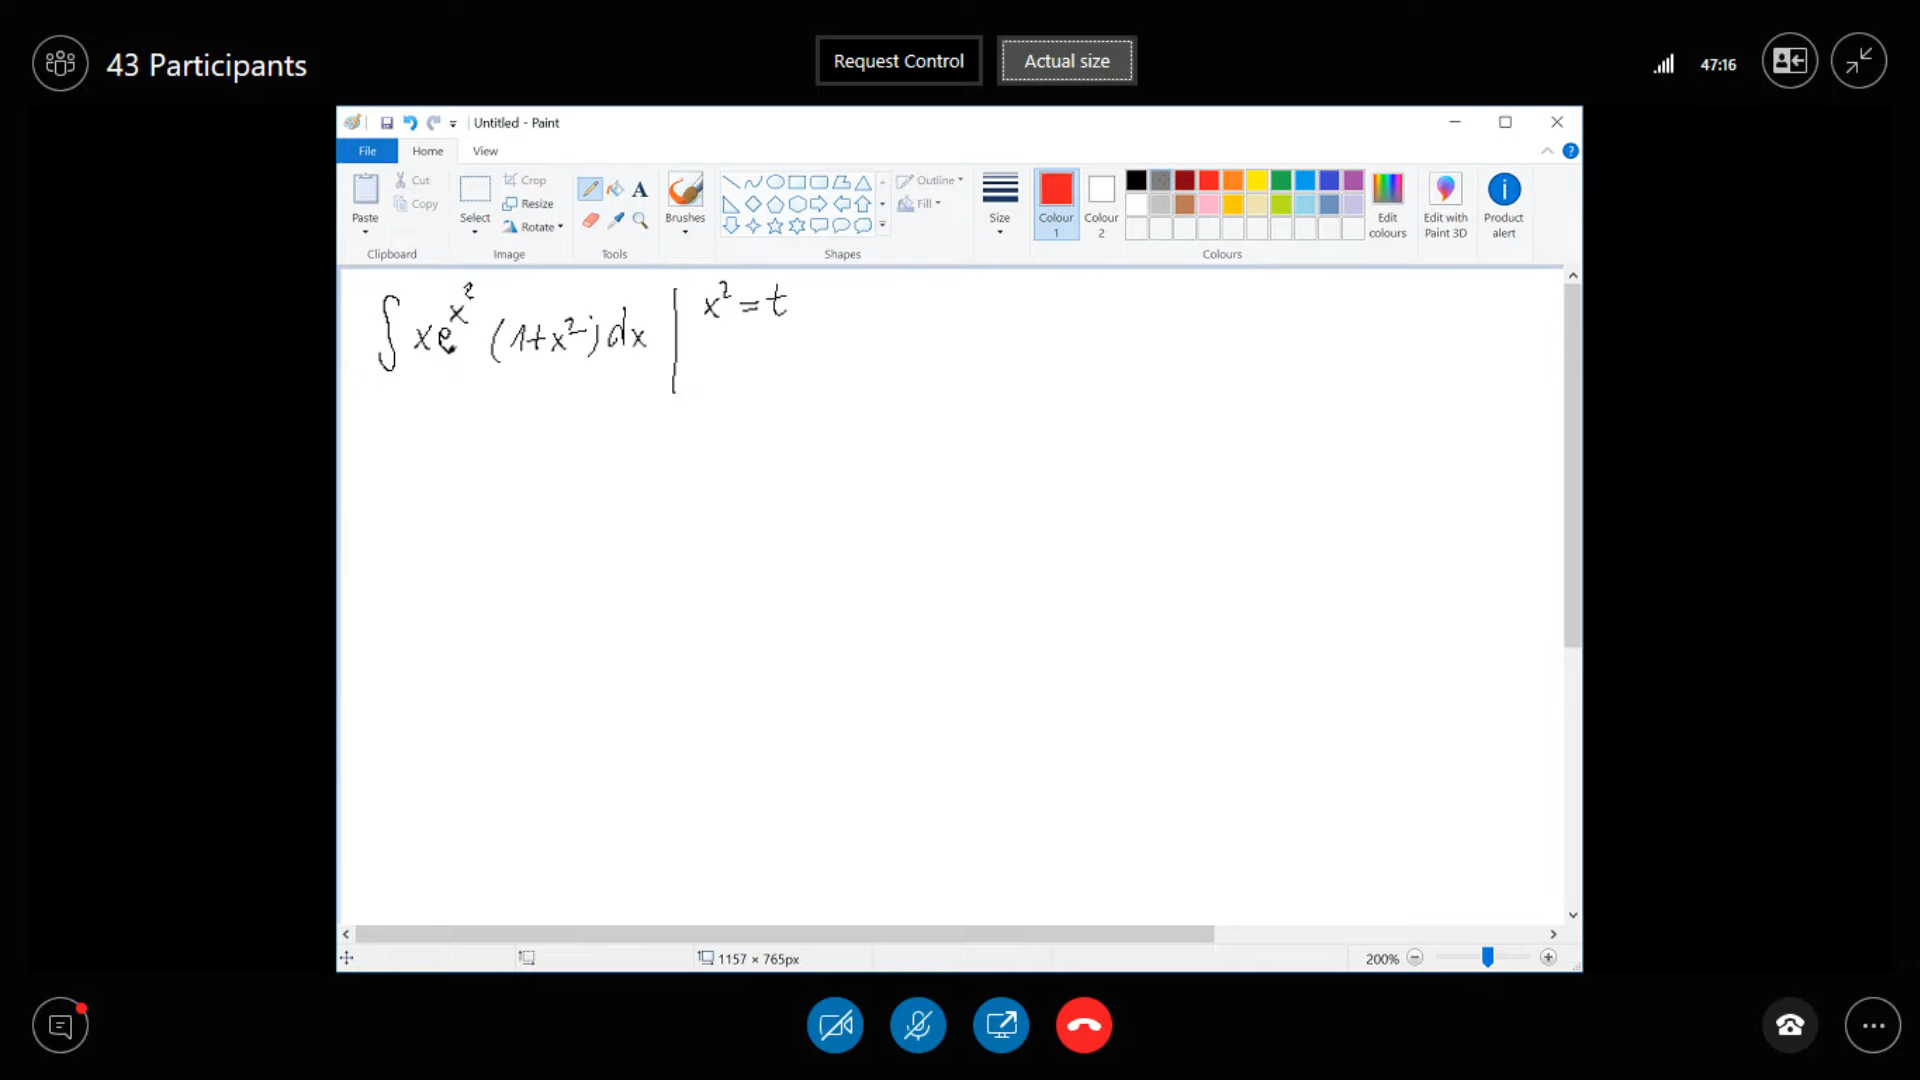 43 Participants
Request Control
Actual size
47:16
Untitled - Paint
File
Home
View
Paste
Cut
Copy
Clipboard
Select
Crop
Resize
Rotate
Image
A
Tools
Brushes
Shapes
Outline
Fill
Size
Colour 1
Colour 2
Edit colours
Edit with Paint 3D
Product alert
Colours
∫ xe^{x^2} (1+x^2) dx | x^2 = t
1157 × 765px
200%